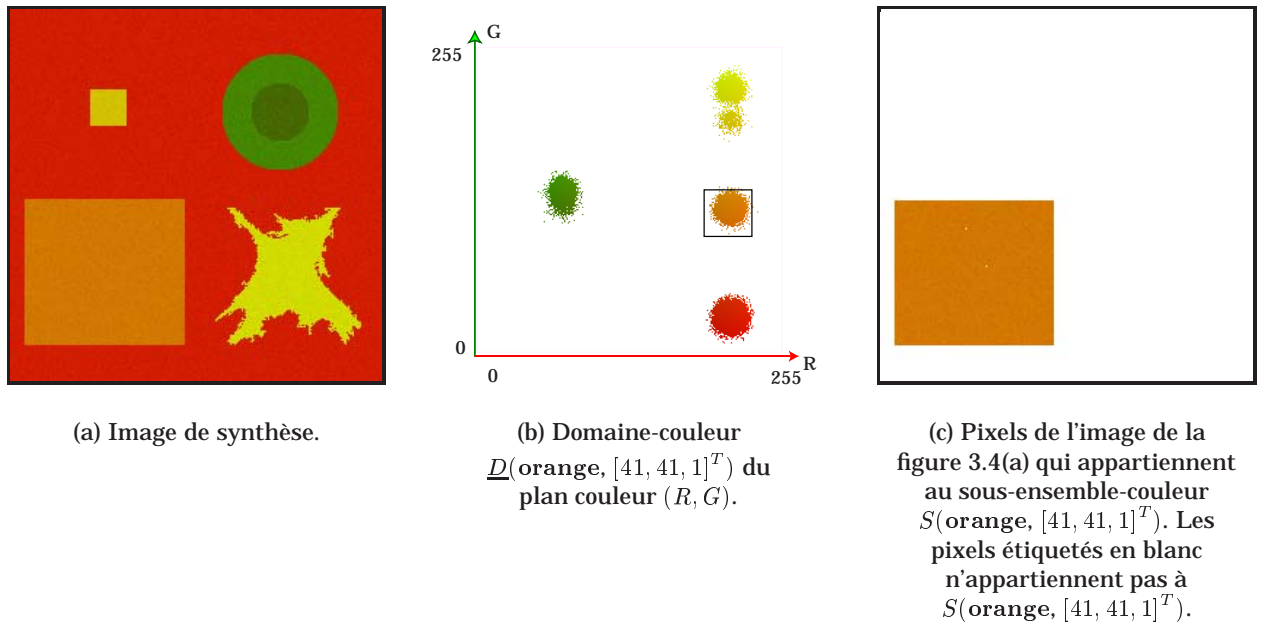 G
255
0
0
255
R
(a) Image de synthèse.
(b) Domaine-couleur
D(orange, [41, 41, 1]^T) du
plan couleur (R, G).
(c) Pixels de l'image de la
figure 3.4(a) qui appartiennent
au sous-ensemble-couleur
S(orange, [41, 41, 1]^T). Les
pixels étiquetés en blanc
n'appartiennent pas à
S(orange, [41, 41, 1]^T).